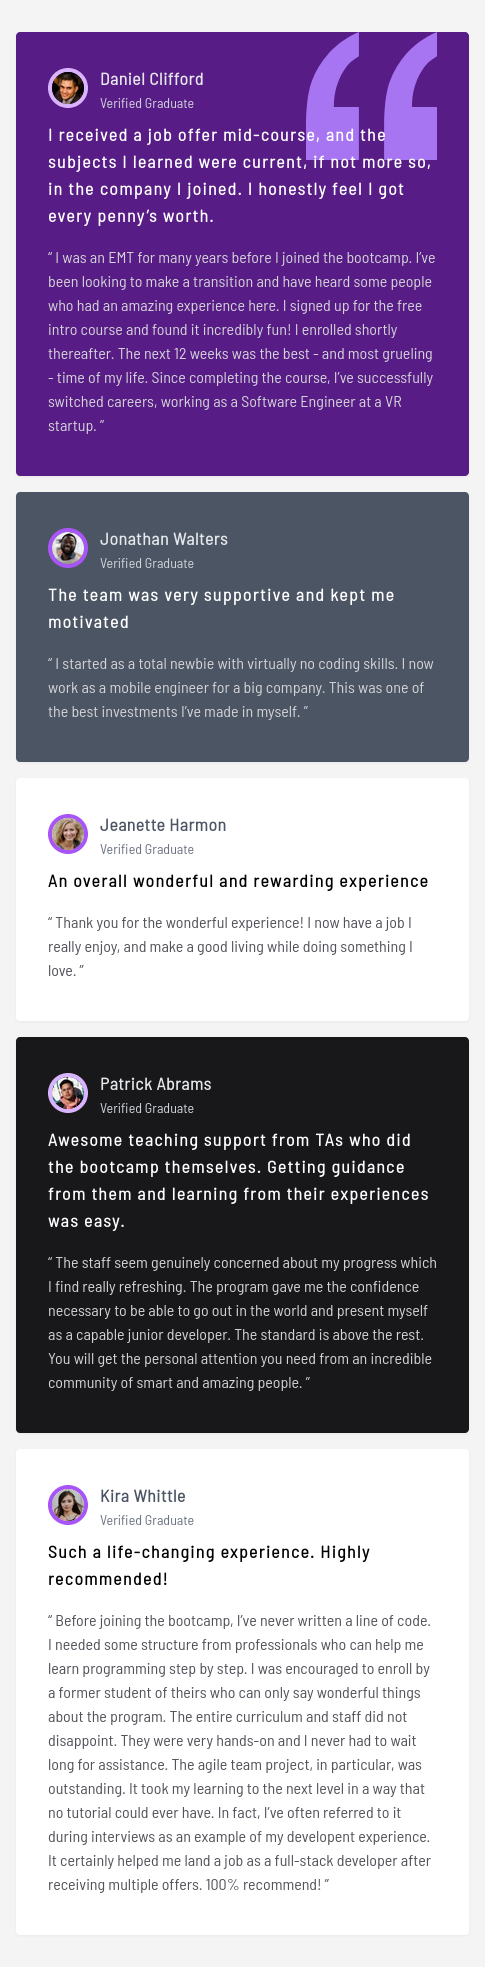 Daniel Clifford
Verified Graduate
I received a job offer mid-course, and the
subjects I learned were current, if not more so,
in the company I joined. I honestly feel I got
every penny’s worth.
“ I was an EMT for many years before I joined the bootcamp. I’ve
been looking to make a transition and have heard some people
who had an amazing experience here. I signed up for the free
intro course and found it incredibly fun! I enrolled shortly
thereafter. The next 12 weeks was the best - and most grueling
- time of my life. Since completing the course, I’ve successfully
switched careers, working as a Software Engineer at a VR
startup. ”
Jonathan Walters
Verified Graduate
The team was very supportive and kept me
motivated
“ I started as a total newbie with virtually no coding skills. I now
work as a mobile engineer for a big company. This was one of
the best investments I’ve made in myself. ”
Jeanette Harmon
Verified Graduate
An overall wonderful and rewarding experience
“ Thank you for the wonderful experience! I now have a job I
really enjoy, and make a good living while doing something I
love. ”
Patrick Abrams
Verified Graduate
Awesome teaching support from TAs who did
the bootcamp themselves. Getting guidance
from them and learning from their experiences
was easy.
“ The staff seem genuinely concerned about my progress which
I find really refreshing. The program gave me the confidence
necessary to be able to go out in the world and present myself
as a capable junior developer. The standard is above the rest.
You will get the personal attention you need from an incredible
community of smart and amazing people. ”
Kira Whittle
Verified Graduate
Such a life-changing experience. Highly
recommended!
“ Before joining the bootcamp, I’ve never written a line of code.
I needed some structure from professionals who can help me
learn programming step by step. I was encouraged to enroll by
a former student of theirs who can only say wonderful things
about the program. The entire curriculum and staff did not
disappoint. They were very hands-on and I never had to wait
long for assistance. The agile team project, in particular, was
outstanding. It took my learning to the next level in a way that
no tutorial could ever have. In fact, I’ve often referred to it
during interviews as an example of my developent experience.
It certainly helped me land a job as a full-stack developer after
receiving multiple offers. 100% recommend! ”